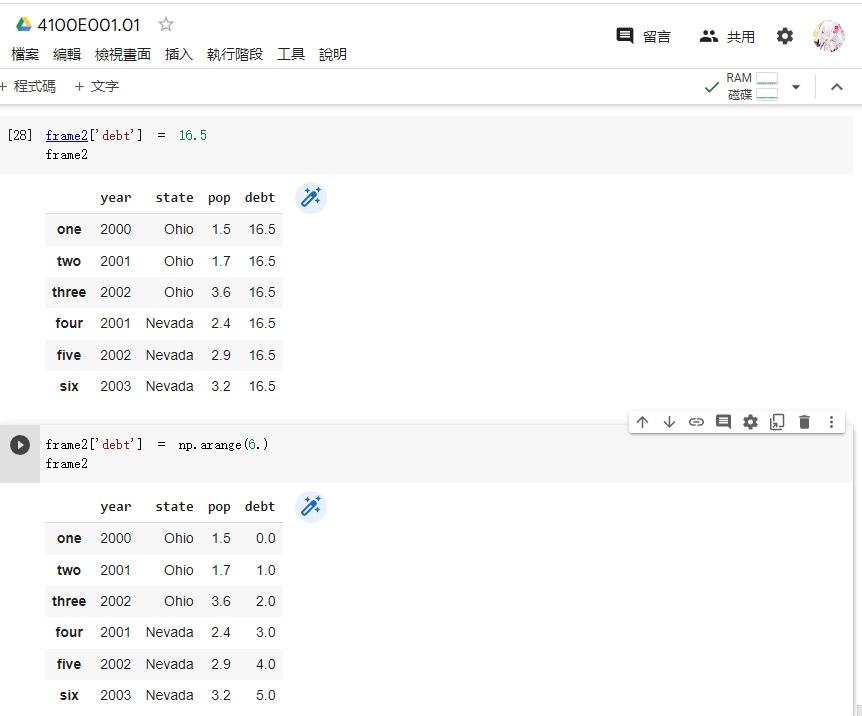 4100E001.01
留言
共用
檔案 編輯 檢視畫面 插入 執行階段 工具 說明
+ 程式碼 + 文字
RAM
磁碟
[28] frame2['debt'] = 16.5
frame2
year state pop debt
one 2000 Ohio 1.5 16.5
two 2001 Ohio 1.7 16.5
three 2002 Ohio 3.6 16.5
four 2001 Nevada 2.4 16.5
five 2002 Nevada 2.9 16.5
six 2003 Nevada 3.2 16.5
frame2['debt'] = np.arange(6.)
frame2
year state pop debt
one 2000 Ohio 1.5 0.0
two 2001 Ohio 1.7 1.0
three 2002 Ohio 3.6 2.0
four 2001 Nevada 2.4 3.0
five 2002 Nevada 2.9 4.0
six 2003 Nevada 3.2 5.0